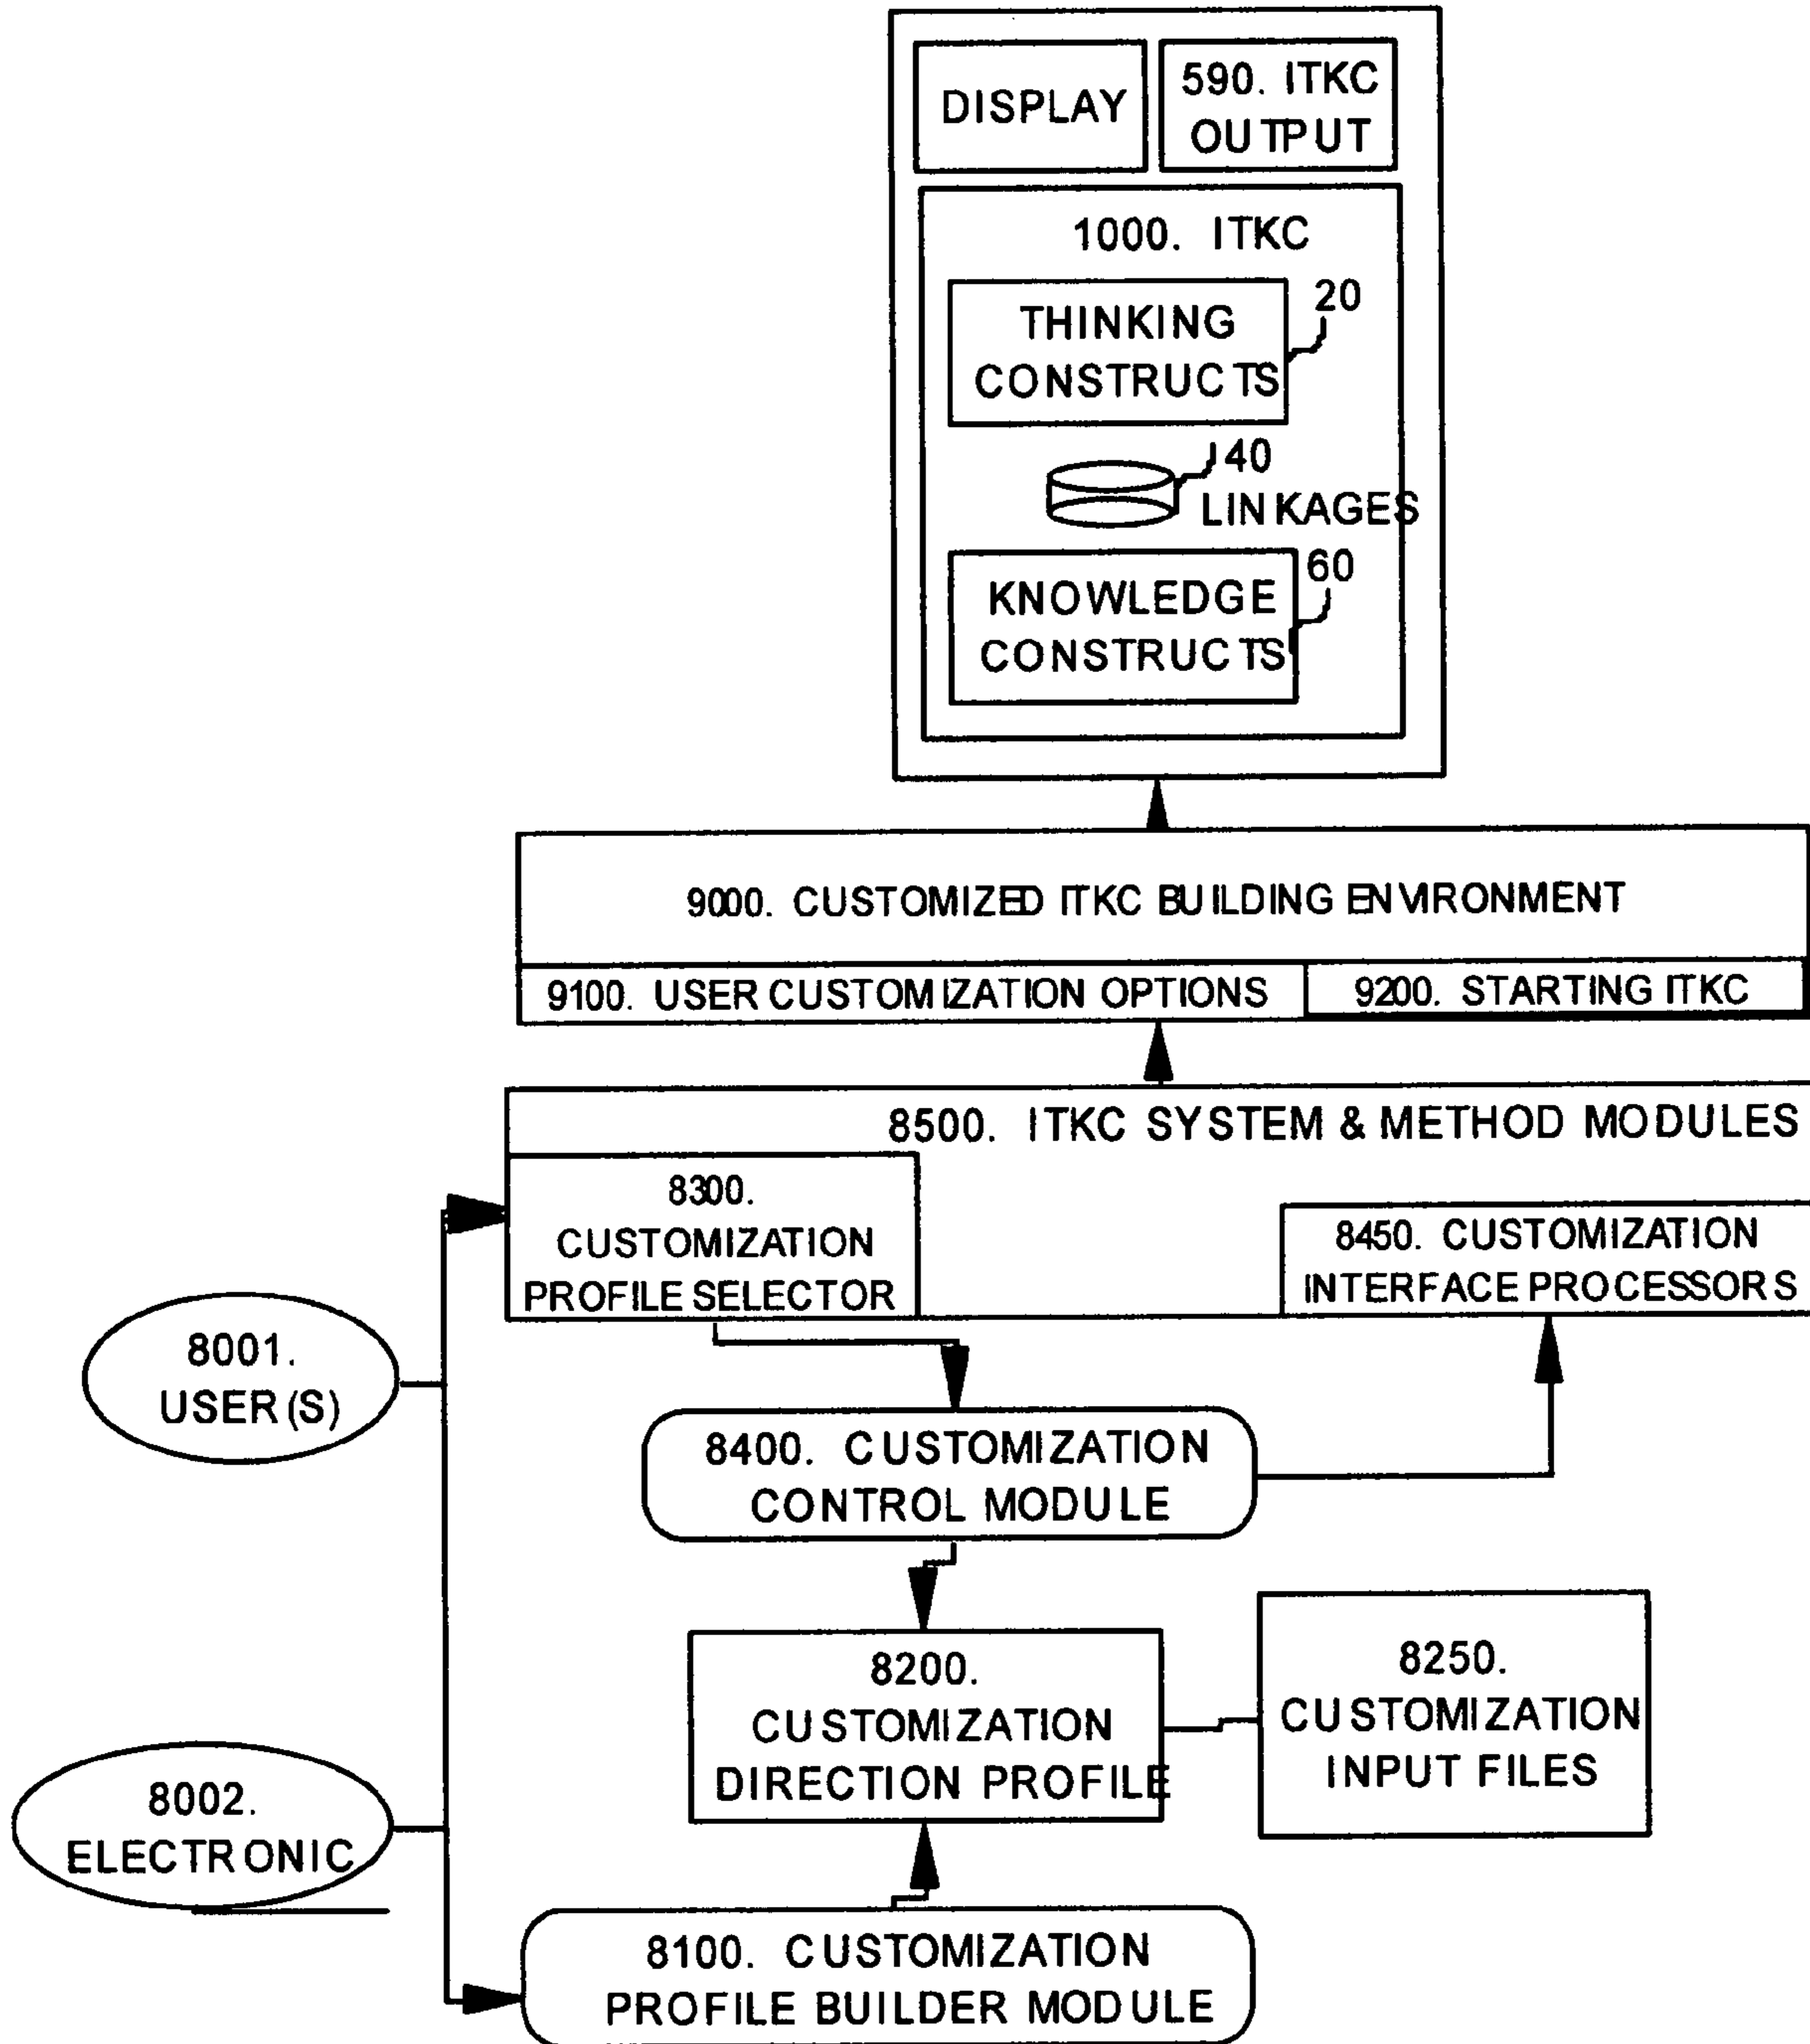 DISPLAY
590. ITKC
OUTPUT
1000. ITKC
THINKING
CONSTRUCTS
20
40
LINKAGES
KNOWLEDGE
CONSTRUCTS
60
9000. CUSTOMIZED ITKC BUILDING ENVIRONMENT
9100. USER CUSTOMIZATION OPTIONS
9200. STARTING ITKC
8500. ITKC SYSTEM & METHOD MODULES
8300.
CUSTOMIZATION
PROFILE SELECTOR
8450. CUSTOMIZATION
INTERFACE PROCESSORS
8001.
USER(S)
8400. CUSTOMIZATION
CONTROL MODULE
8200.
CUSTOMIZATION
DIRECTION PROFILE
8250.
CUSTOMIZATION
INPUT FILES
8002.
ELECTRONIC
8100. CUSTOMIZATION
PROFILE BUILDER MODULE